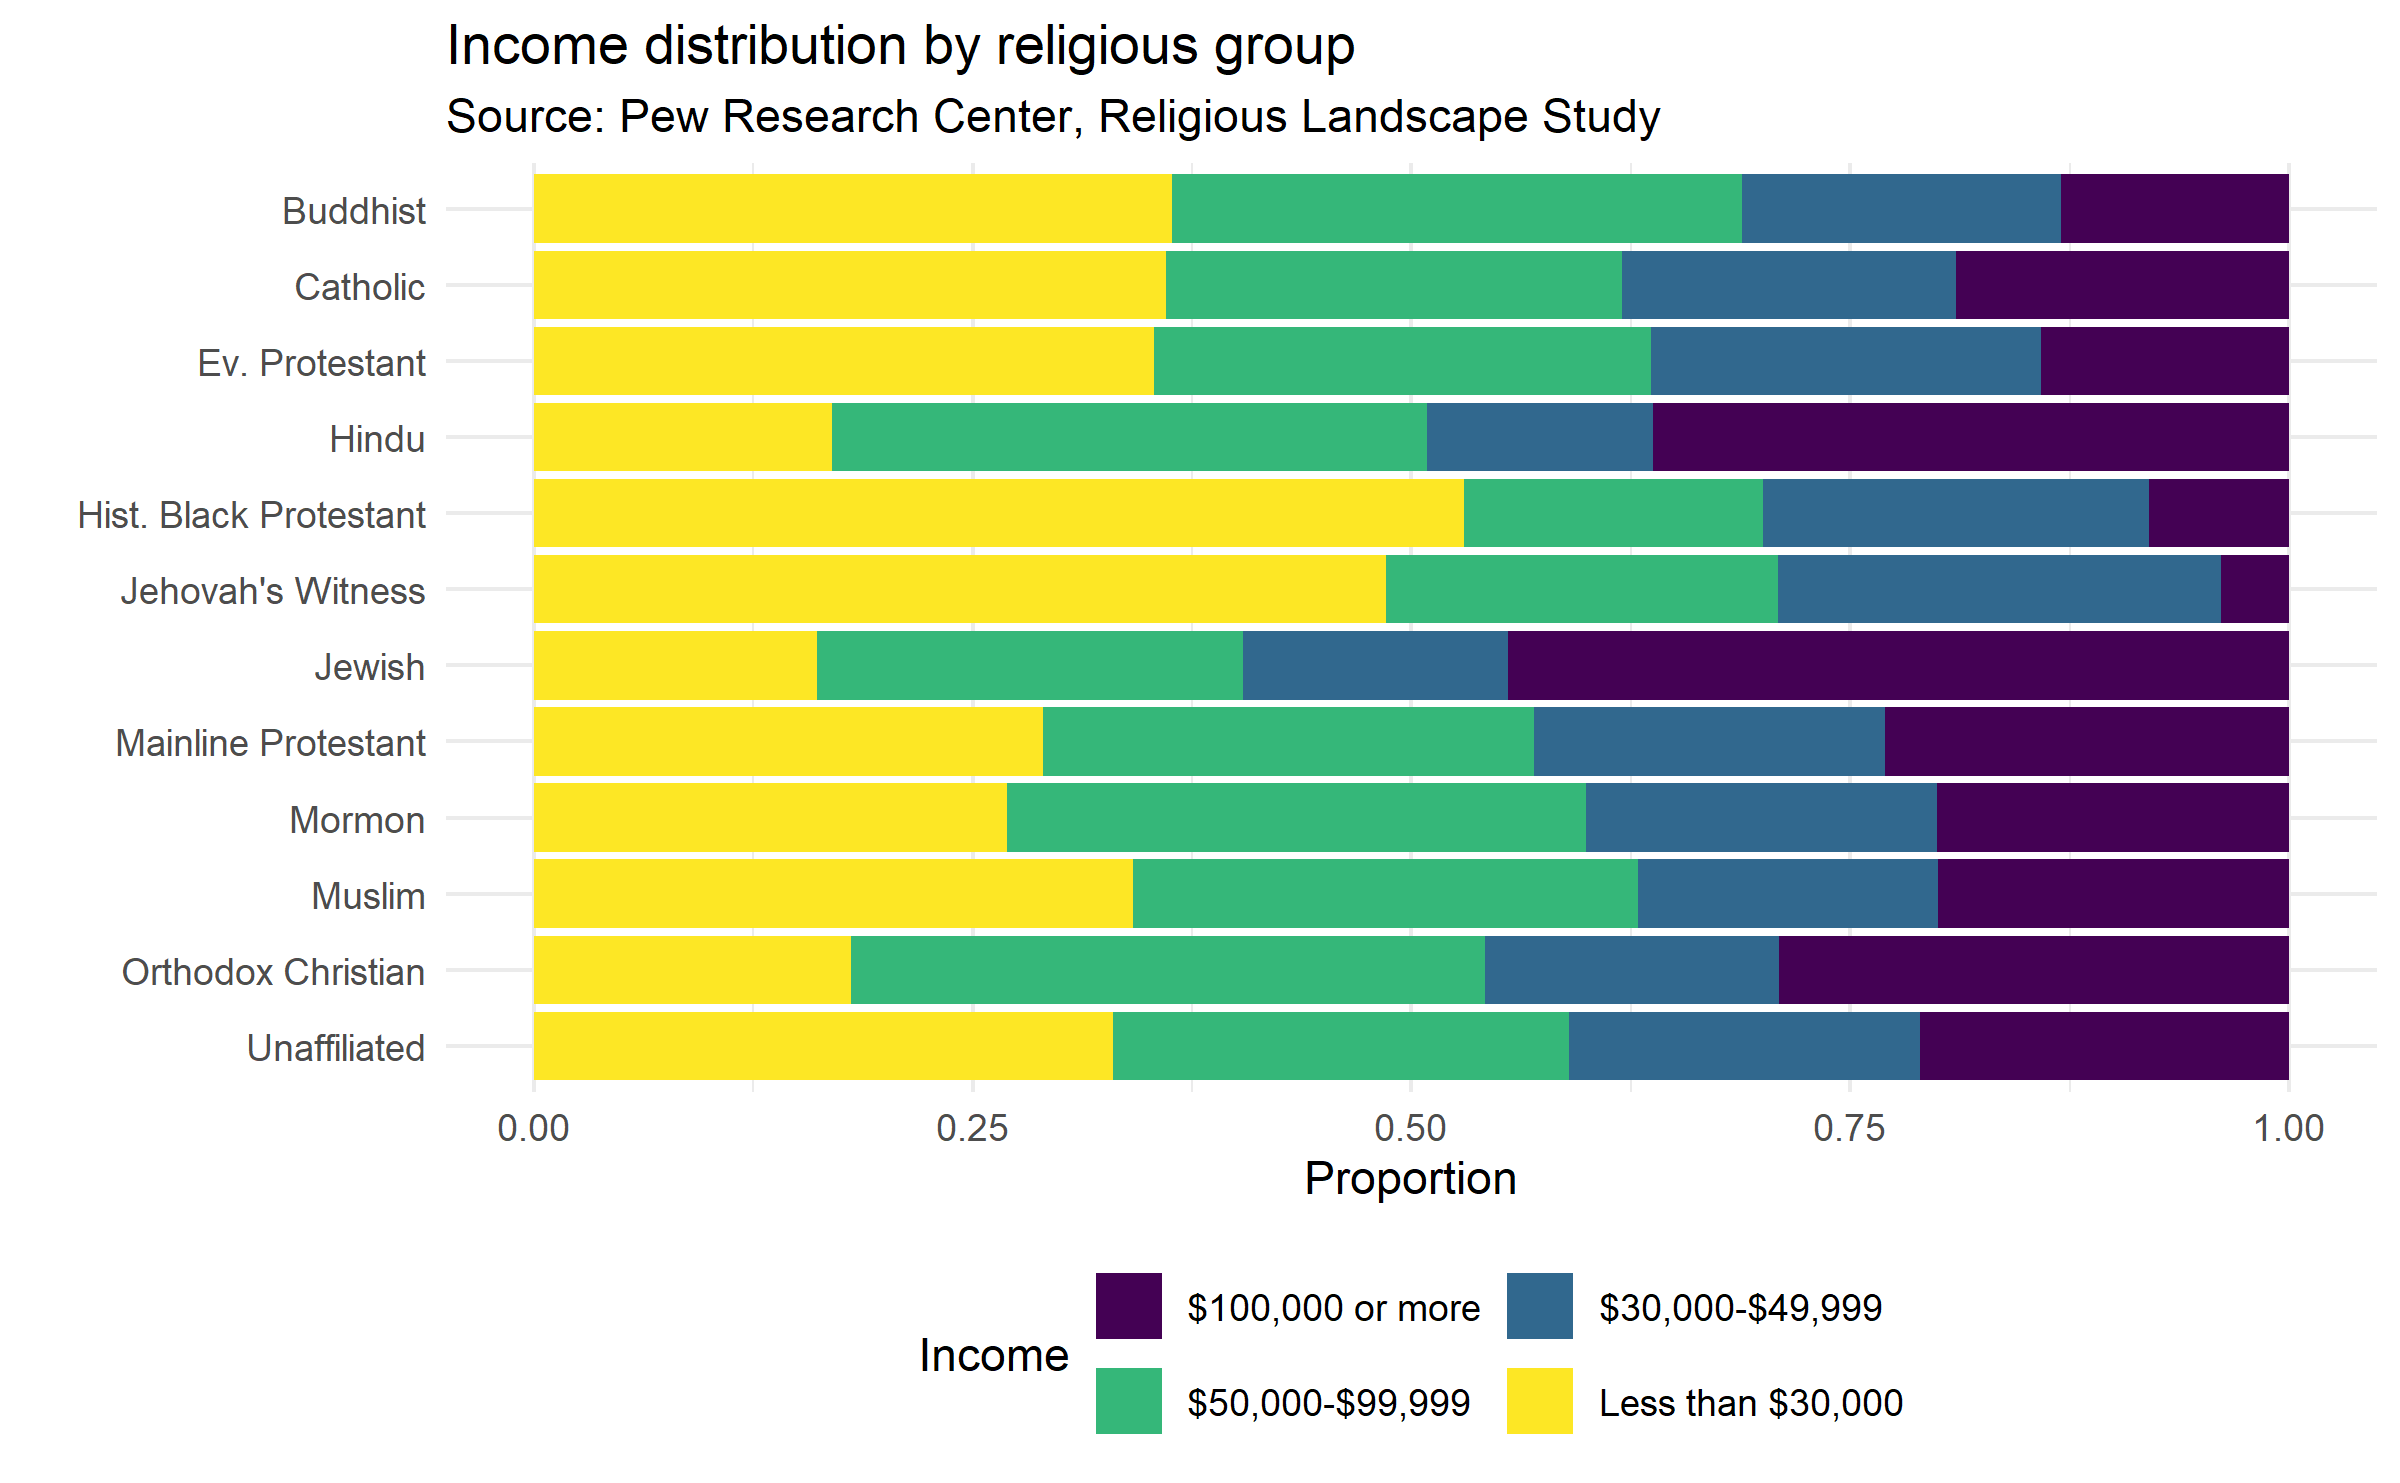 Income distribution by religious group
Source: Pew Research Center, Religious Landscape Study
Buddhist
Catholic
Ev. Protestant
Hindu
Hist. Black Protestant
Jehovah's Witness
Jewish
Mainline Protestant
Mormon
Muslim
Orthodox Christian
Unaffiliated
0.00 0.25 0.50 0.75 1.00
Proportion
Income
$100,000 or more $30,000-$49,999
$50,000-$99,999 Less than $30,000